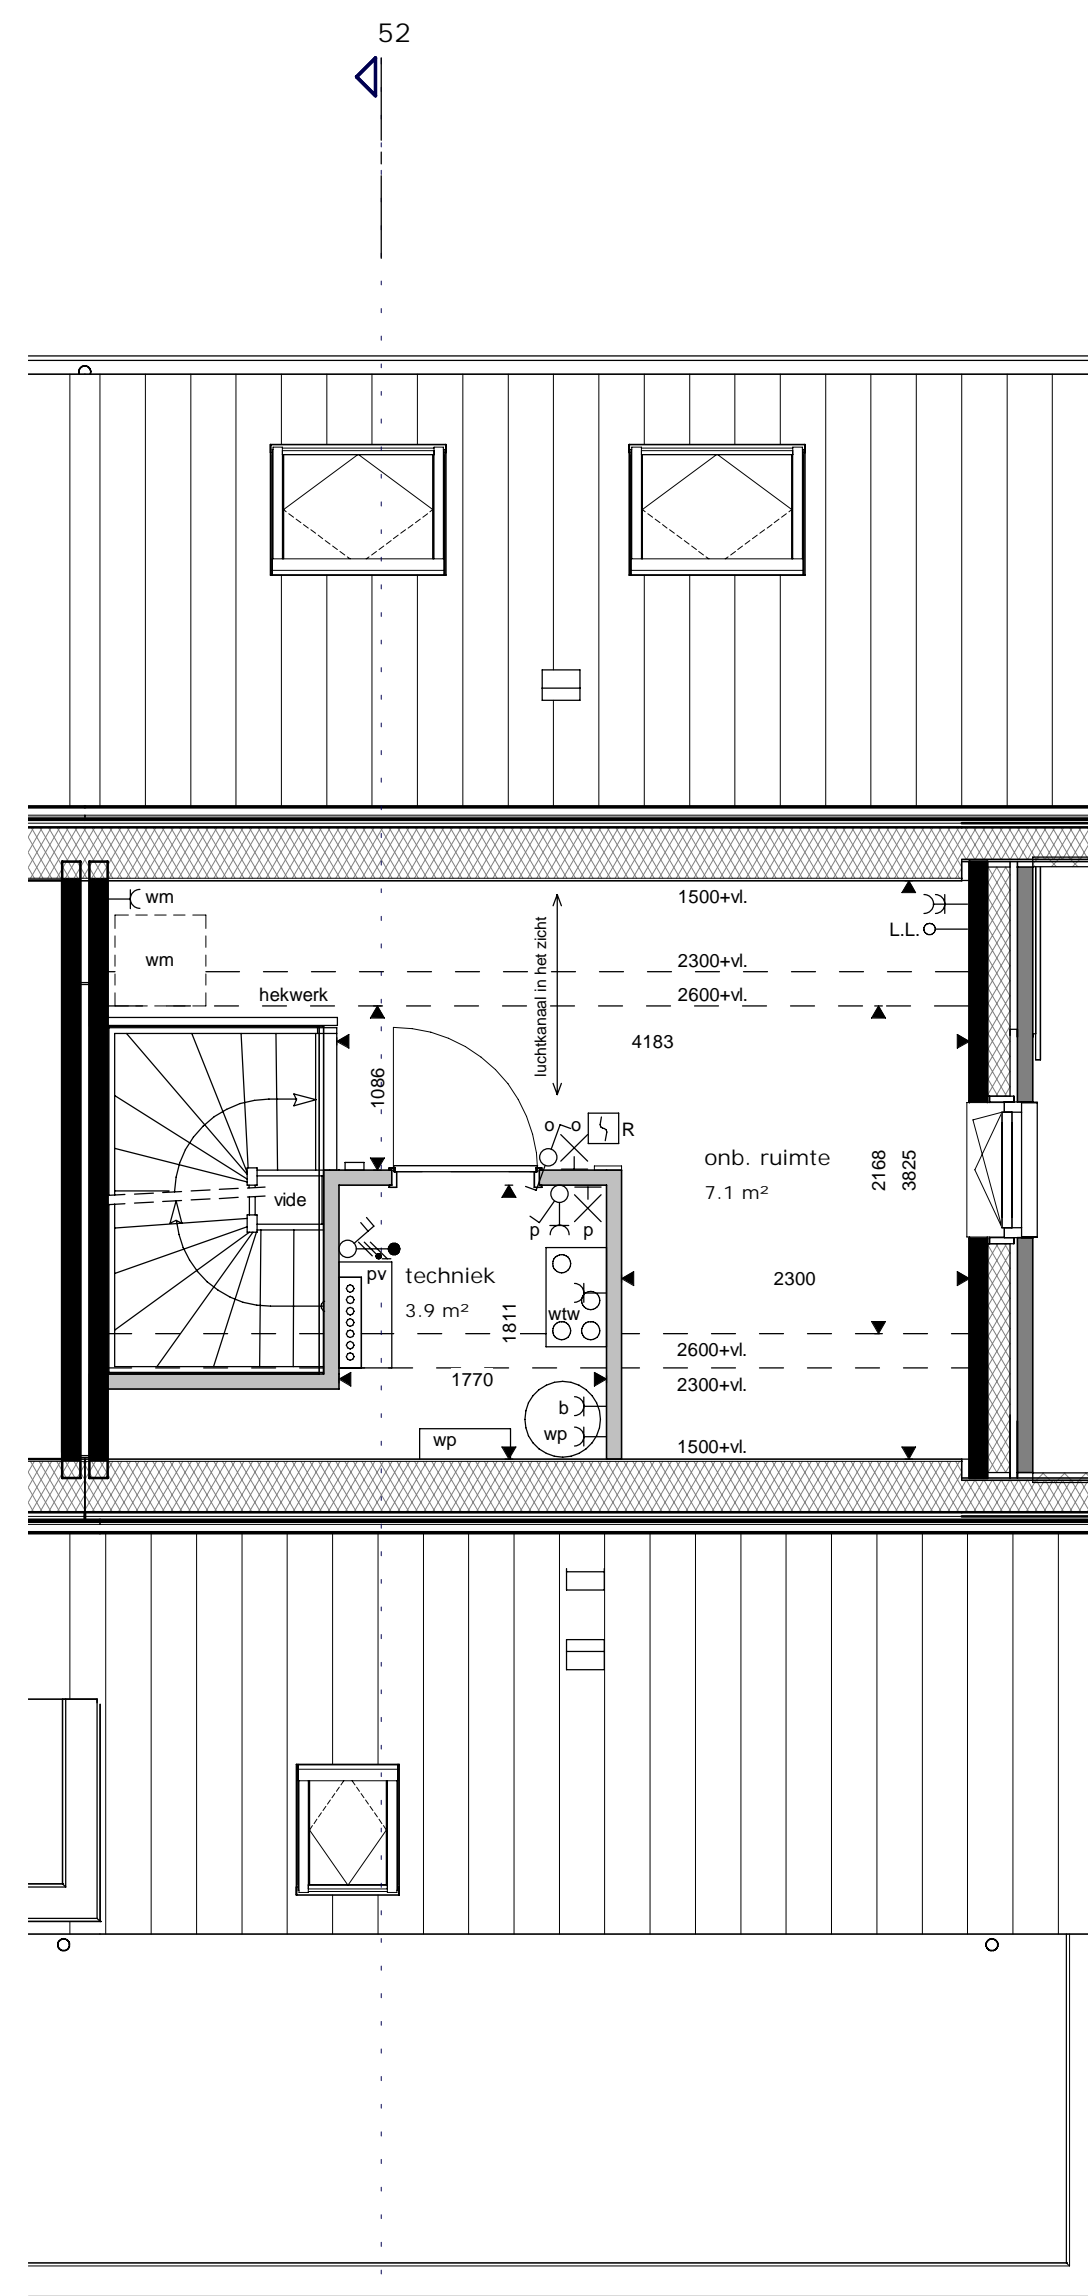 52
wm
1500+vl.
L.L.
wm
2300+vl.
hekwerk
2600+vl.
luchtkanaal in het zicht
4183
1086
o o
R
onb. ruimte
7.1 m²
2168
3825
vide
p p
pv
techniek
3.9 m²
2300
wtw
1811
2600+vl.
1770
2300+vl.
b
wp
wp
1500+vl.